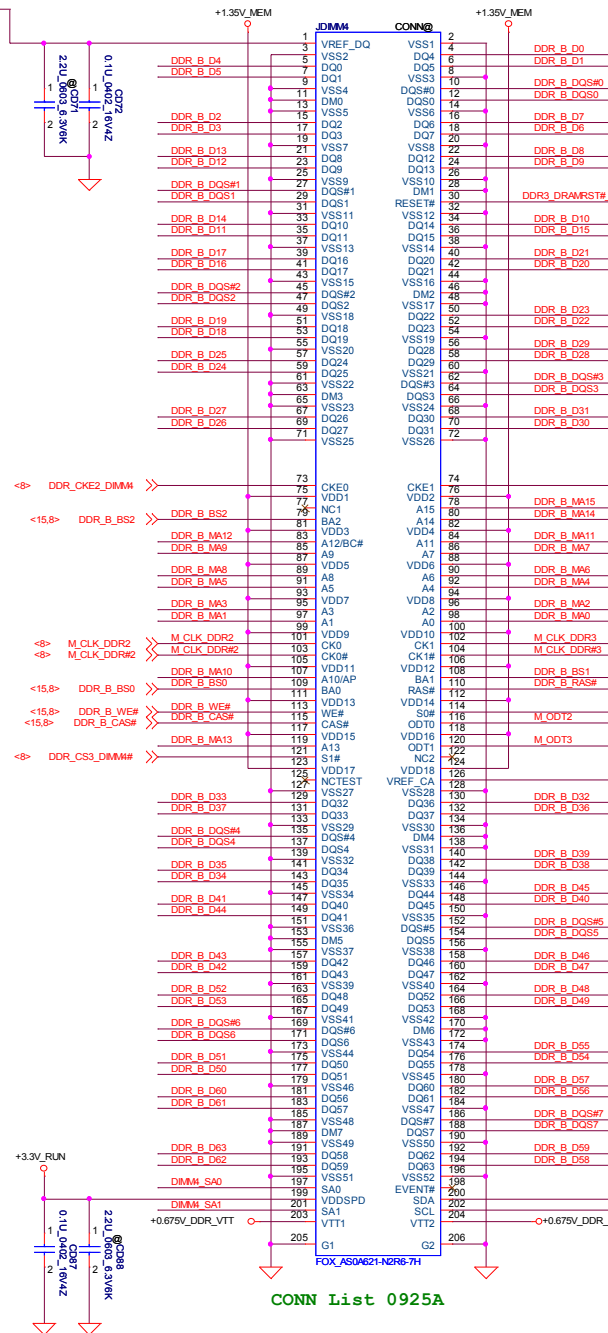 +1.35V_MEM +1.35V_MEM
JDIMM4 CONN@
1 VREF_DQ VSS1 2
3 VSS2 DQ4 4 DDR_B_D0
DDR_B_D4 5 DQ0 DQ5 6 DDR_B_D1
DDR_B_D5 7 DQ1 VSS3 8
9 VSS4 DQS#0 10 DDR_B_DQS#0
11 DM0 DQS0 12 DDR_B_DQS0
13 VSS5 VSS6 14
DDR_B_D2 15 DQ2 DQ6 16 DDR_B_D7
DDR_B_D3 17 DQ3 DQ7 18 DDR_B_D6
19 VSS7 VSS8 20
DDR_B_D13 21 DQ8 DQ12 22 DDR_B_D8
DDR_B_D12 23 DQ9 DQ13 24 DDR_B_D9
25 VSS9 VSS10 26
DDR_B_DQS#1 27 DQS#1 DM1 28
DDR_B_DQS1 29 DQS1 RESET# 30 DDR3_DRAMRST#
31 VSS11 VSS12 32
DDR_B_D14 33 DQ10 DQ14 34 DDR_B_D10
DDR_B_D11 35 DQ11 DQ15 36 DDR_B_D15
37 VSS13 VSS14 38
DDR_B_D17 39 DQ16 DQ20 40 DDR_B_D21
DDR_B_D16 41 DQ17 DQ21 42 DDR_B_D20
43 VSS15 VSS16 44
DDR_B_DQS#2 45 DQS#2 DM2 46
DDR_B_DQS2 47 DQS2 VSS17 48
49 VSS18 DQ22 50 DDR_B_D23
DDR_B_D19 51 DQ18 DQ23 52 DDR_B_D22
DDR_B_D18 53 DQ19 VSS19 54
55 VSS20 DQ28 56 DDR_B_D29
DDR_B_D25 57 DQ24 DQ29 58 DDR_B_D28
DDR_B_D24 59 DQ25 VSS21 60
61 VSS22 DQS#3 62 DDR_B_DQS#3
63 DM3 DQS3 64 DDR_B_DQS3
65 VSS23 VSS24 66
DDR_B_D27 67 DQ26 DQ30 68 DDR_B_D31
DDR_B_D26 69 DQ27 DQ31 70 DDR_B_D30
71 VSS25 VSS26 72
<8> DDR_CKE2_DIMM4 73 CKE0 CKE1 74
75 VDD1 VDD2 76
77 NC1 A15 78 DDR_B_MA15
<15,8> DDR_B_BS2 DDR_B_BS2 79 BA2 A14 80 DDR_B_MA14
81 VDD3 VDD4 82
DDR_B_MA12 83 A12/BC# A11 84 DDR_B_MA11
DDR_B_MA9 85 A9 A7 86 DDR_B_MA7
87 VDD5 VDD6 88
DDR_B_MA8 89 A8 A6 90 DDR_B_MA6
DDR_B_MA5 91 A5 A4 92 DDR_B_MA4
93 VDD7 VDD8 94
DDR_B_MA3 95 A3 A2 96 DDR_B_MA2
DDR_B_MA1 97 A1 A0 98 DDR_B_MA0
99 VDD9 VDD10 100
<8> M_CLK_DDR2 M_CLK_DDR2 101 CK0 CK1 102 M_CLK_DDR3
<8> M_CLK_DDR#2 M_CLK_DDR#2 103 CK0# CK1# 104 M_CLK_DDR#3
105 VDD11 VDD12 106
DDR_B_MA10 107 A10/AP BA1 108 DDR_B_BS1
<15,8> DDR_B_BS0 DDR_B_BS0 109 BA0 RAS# 110 DDR_B_RAS#
111 VDD13 VDD14 112
<15,8> DDR_B_WE# DDR_B_WE# 113 WE# S0# 114
<15,8> DDR_B_CAS# DDR_B_CAS# 115 CAS# ODT0 116 M_ODT2
117 VDD15 VDD16 118
DDR_B_MA13 119 A13 ODT1 120 M_ODT3
<8> DDR_CS3_DIMM4# 121 S1# NC2 122
123 VDD17 VDD18 124
125 NCTEST VREF_CA 126
127 VSS27 VSS28 128
DDR_B_D33 129 DQ32 DQ36 130 DDR_B_D32
DDR_B_D37 131 DQ33 DQ37 132 DDR_B_D36
133 VSS29 VSS30 134
DDR_B_DQS#4 135 DQS#4 DM4 136
DDR_B_DQS4 137 DQS4 VSS31 138
139 VSS32 DQ38 140 DDR_B_D39
DDR_B_D35 141 DQ34 DQ39 142 DDR_B_D38
DDR_B_D34 143 DQ35 VSS33 144
145 VSS34 DQ44 146 DDR_B_D45
DDR_B_D41 147 DQ40 DQ45 148 DDR_B_D40
DDR_B_D44 149 DQ41 VSS35 150
151 VSS36 DQS#5 152 DDR_B_DQS#5
153 DM5 DQS5 154 DDR_B_DQS5
155 VSS37 VSS38 156
DDR_B_D43 157 DQ42 DQ46 158 DDR_B_D46
DDR_B_D42 159 DQ43 DQ47 160 DDR_B_D47
161 VSS39 VSS40 162
DDR_B_D52 163 DQ48 DQ52 164 DDR_B_D48
DDR_B_D53 165 DQ49 DQ53 166 DDR_B_D49
167 VSS41 VSS42 168
DDR_B_DQS#6 169 DQS#6 DM6 170
DDR_B_DQS6 171 DQS6 VSS43 172
173 VSS44 DQ54 174 DDR_B_D55
DDR_B_D51 175 DQ50 DQ55 176 DDR_B_D54
DDR_B_D50 177 DQ51 VSS45 178
179 VSS46 DQ60 180 DDR_B_D57
DDR_B_D60 181 DQ56 DQ61 182 DDR_B_D56
DDR_B_D61 183 DQ57 VSS47 184
185 VSS48 DQS#7 186 DDR_B_DQS#7
187 DM7 DQS7 188 DDR_B_DQS7
189 VSS49 VSS50 190
DDR_B_D63 191 DQ58 DQ62 192 DDR_B_D59
DDR_B_D62 193 DQ59 DQ63 194 DDR_B_D58
195 VSS51 VSS52 196
DIMM4_SA0 197 SA0 EVENT# 198
199 VDDSPD SDA 200
DIMM4_SA1 201 SA1 SCL 202
+0.675V_DDR_VTT 203 VTT1 VTT2 204 +0.675V_DDR_
205 G1 G2 206
FOX_AS0A621-N2R6-7H
CONN List 0925A
1 2 @CD71 2.2U_0603_6.3V6K
1 2 CD72 0.1U_0402_16V4Z
+3.3V_RUN
1 2 CD87 0.1U_0402_16V4Z
1 2 @CD88 2.2U_0603_6.3V6K